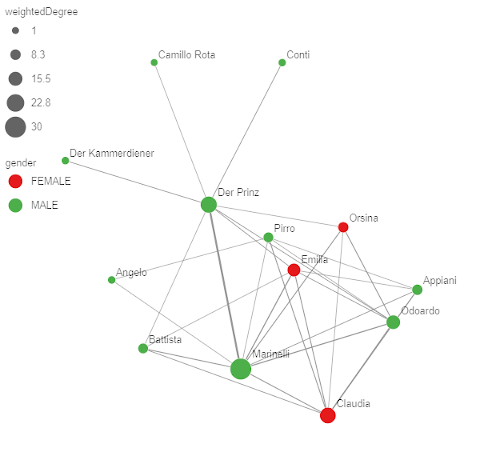 weightedDegree
1
8.3
15.5
22.8
30
gender
FEMALE
MALE
Camillo Rota
Conti
Der Kammerdiener
Der Prinz
Orsina
Pirro
Emilia
Angelo
Appiani
Odoardo
Battista
Marinelli
Claudia